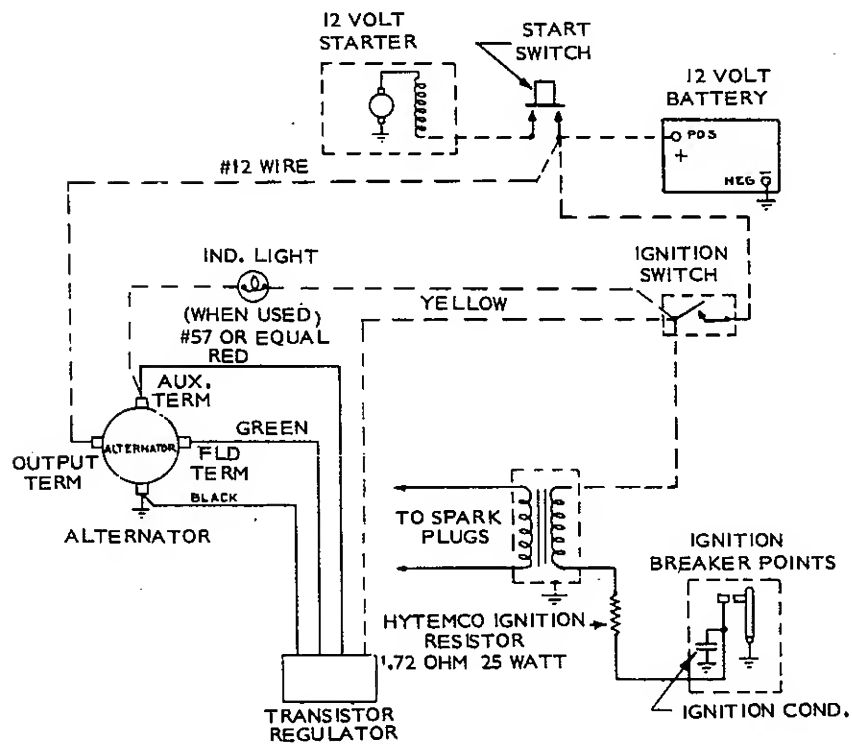 12 VOLT
STARTER
START
SWITCH
12 VOLT
BATTERY
POS
+
NEG
−
#12 WIRE
IND. LIGHT
(WHEN USED)
#57 OR EQUAL
YELLOW
IGNITION
SWITCH
RED
AUX.
TERM
ALTERNATOR
GREEN
FLD
TERM
OUTPUT
TERM
BLACK
ALTERNATOR
TO SPARK
PLUGS
IGNITION
BREAKER POINTS
HYTEMCO IGNITION
RESISTOR
1.72 OHM 25 WATT
TRANSISTOR
REGULATOR
IGNITION COND.